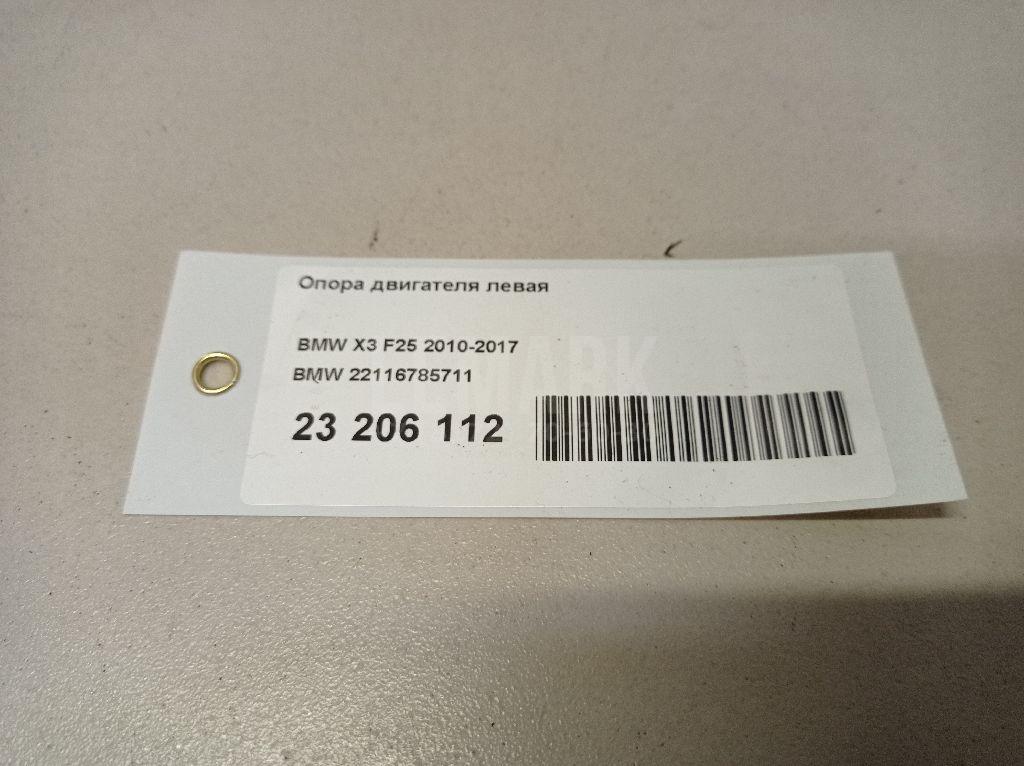 Опора двигателя левая
BMW X3 F25 2010-2017
BMW 22116785711
23 206 112